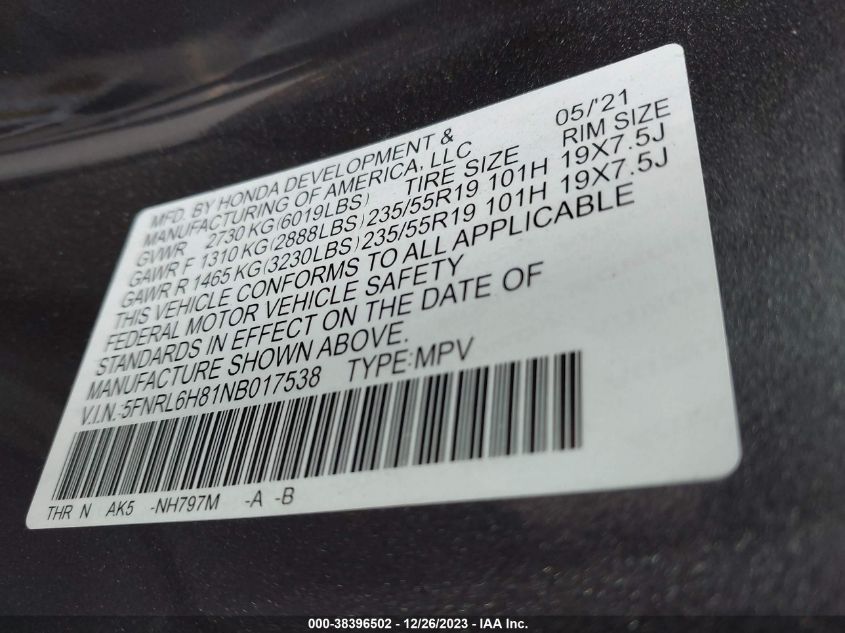 MFD. BY HONDA DEVELOPMENT & 05/'21
MANUFACTURING OF AMERICA, LLC
GVWR 2730 KG (6019LBS) TIRE SIZE RIM SIZE
GAWR F 1310 KG (2888LBS) 235/55R19 101H 19X7.5J
GAWR R 1465 KG (3230LBS) 235/55R19 101H 19X7.5J
THIS VEHICLE CONFORMS TO ALL APPLICABLE
FEDERAL MOTOR VEHICLE SAFETY
STANDARDS IN EFFECT ON THE DATE OF
MANUFACTURE SHOWN ABOVE.
V.I.N.:5FNRL6H81NB017538 TYPE:MPV
THR N AK5 -NH797M -A -B
000-38396502 - 12/26/2023 - IAA Inc.